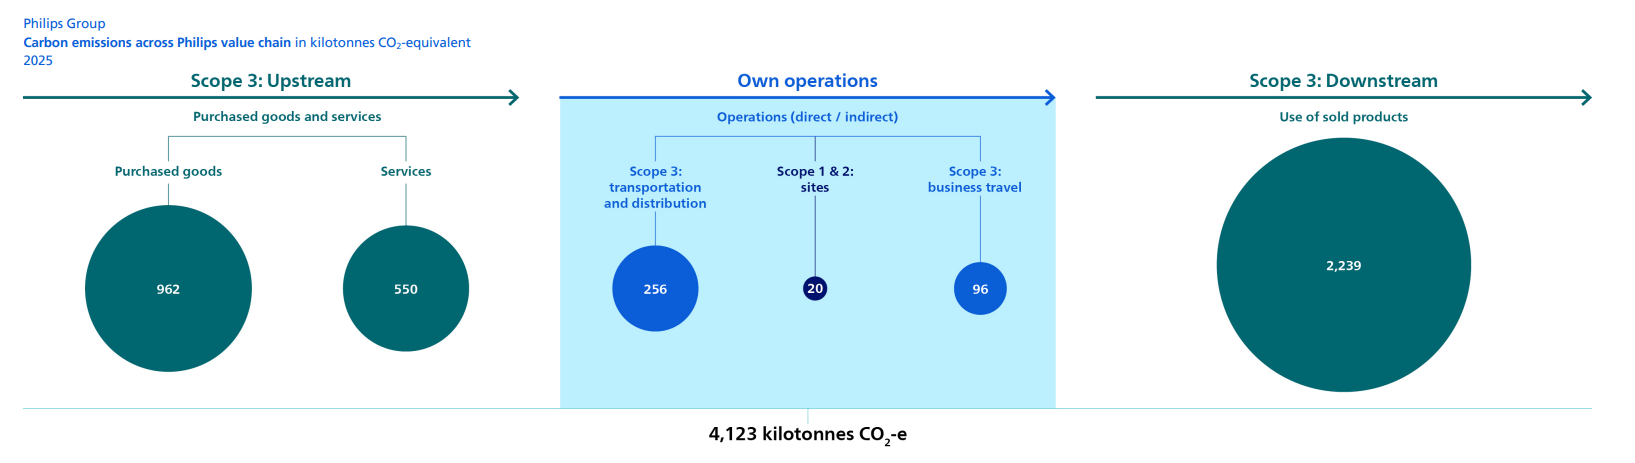 Philips Group
Carbon emissions across Philips value chain in kilotonnes CO₂-equivalent
2025
Scope 3: Upstream
Purchased goods and services
Purchased goods
Services
962
550
Own operations
Operations (direct / indirect)
Scope 3:
transportation
and distribution
Scope 1 & 2:
sites
Scope 3:
business travel
256
20
96
Scope 3: Downstream
Use of sold products
2,239
4,123 kilotonnes CO₂-e